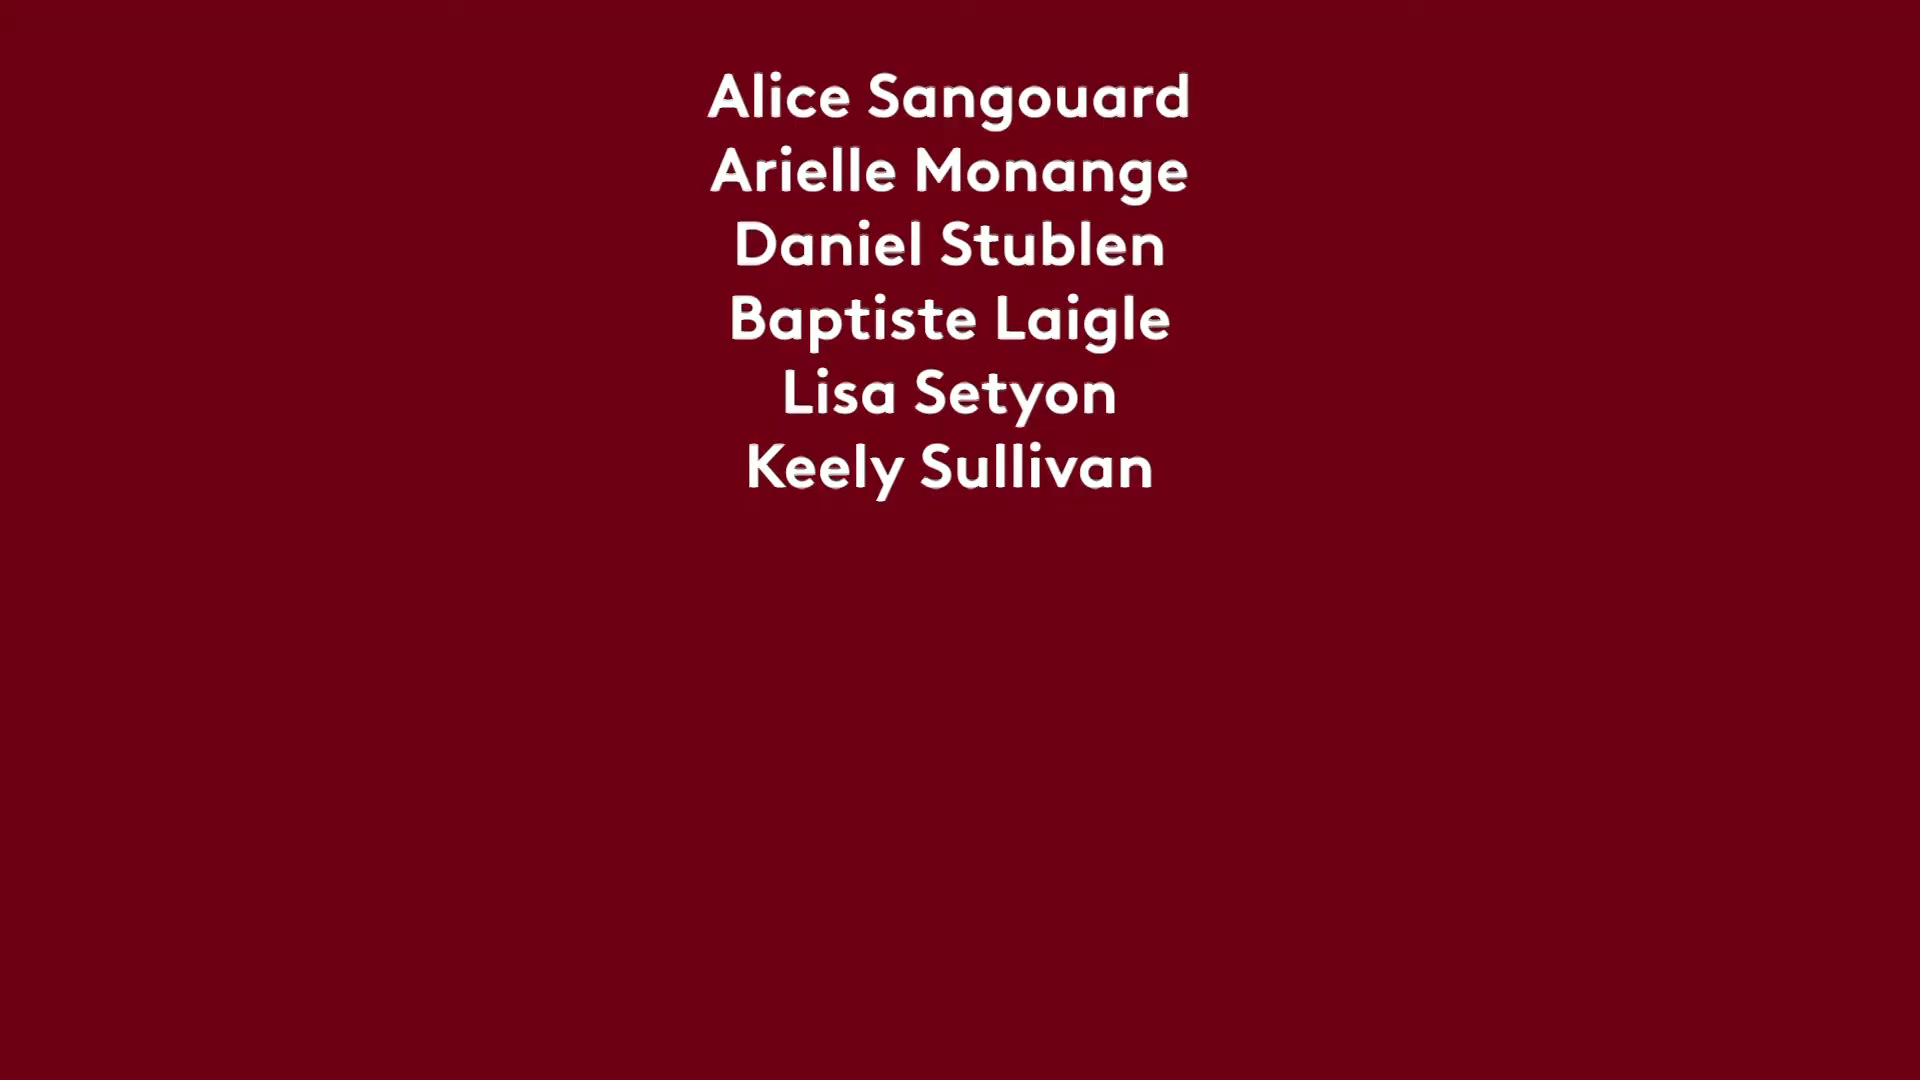 Alice Sangouard
Arielle Monange
Daniel Stublen
Baptiste Laigle
Lisa Setyon
Keely Sullivan